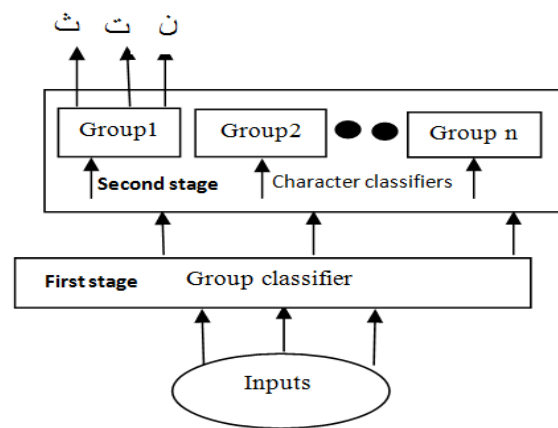 ث ت ن
Group1 Group2 Group n
Second stage Character classifiers
First stage Group classifier
Inputs